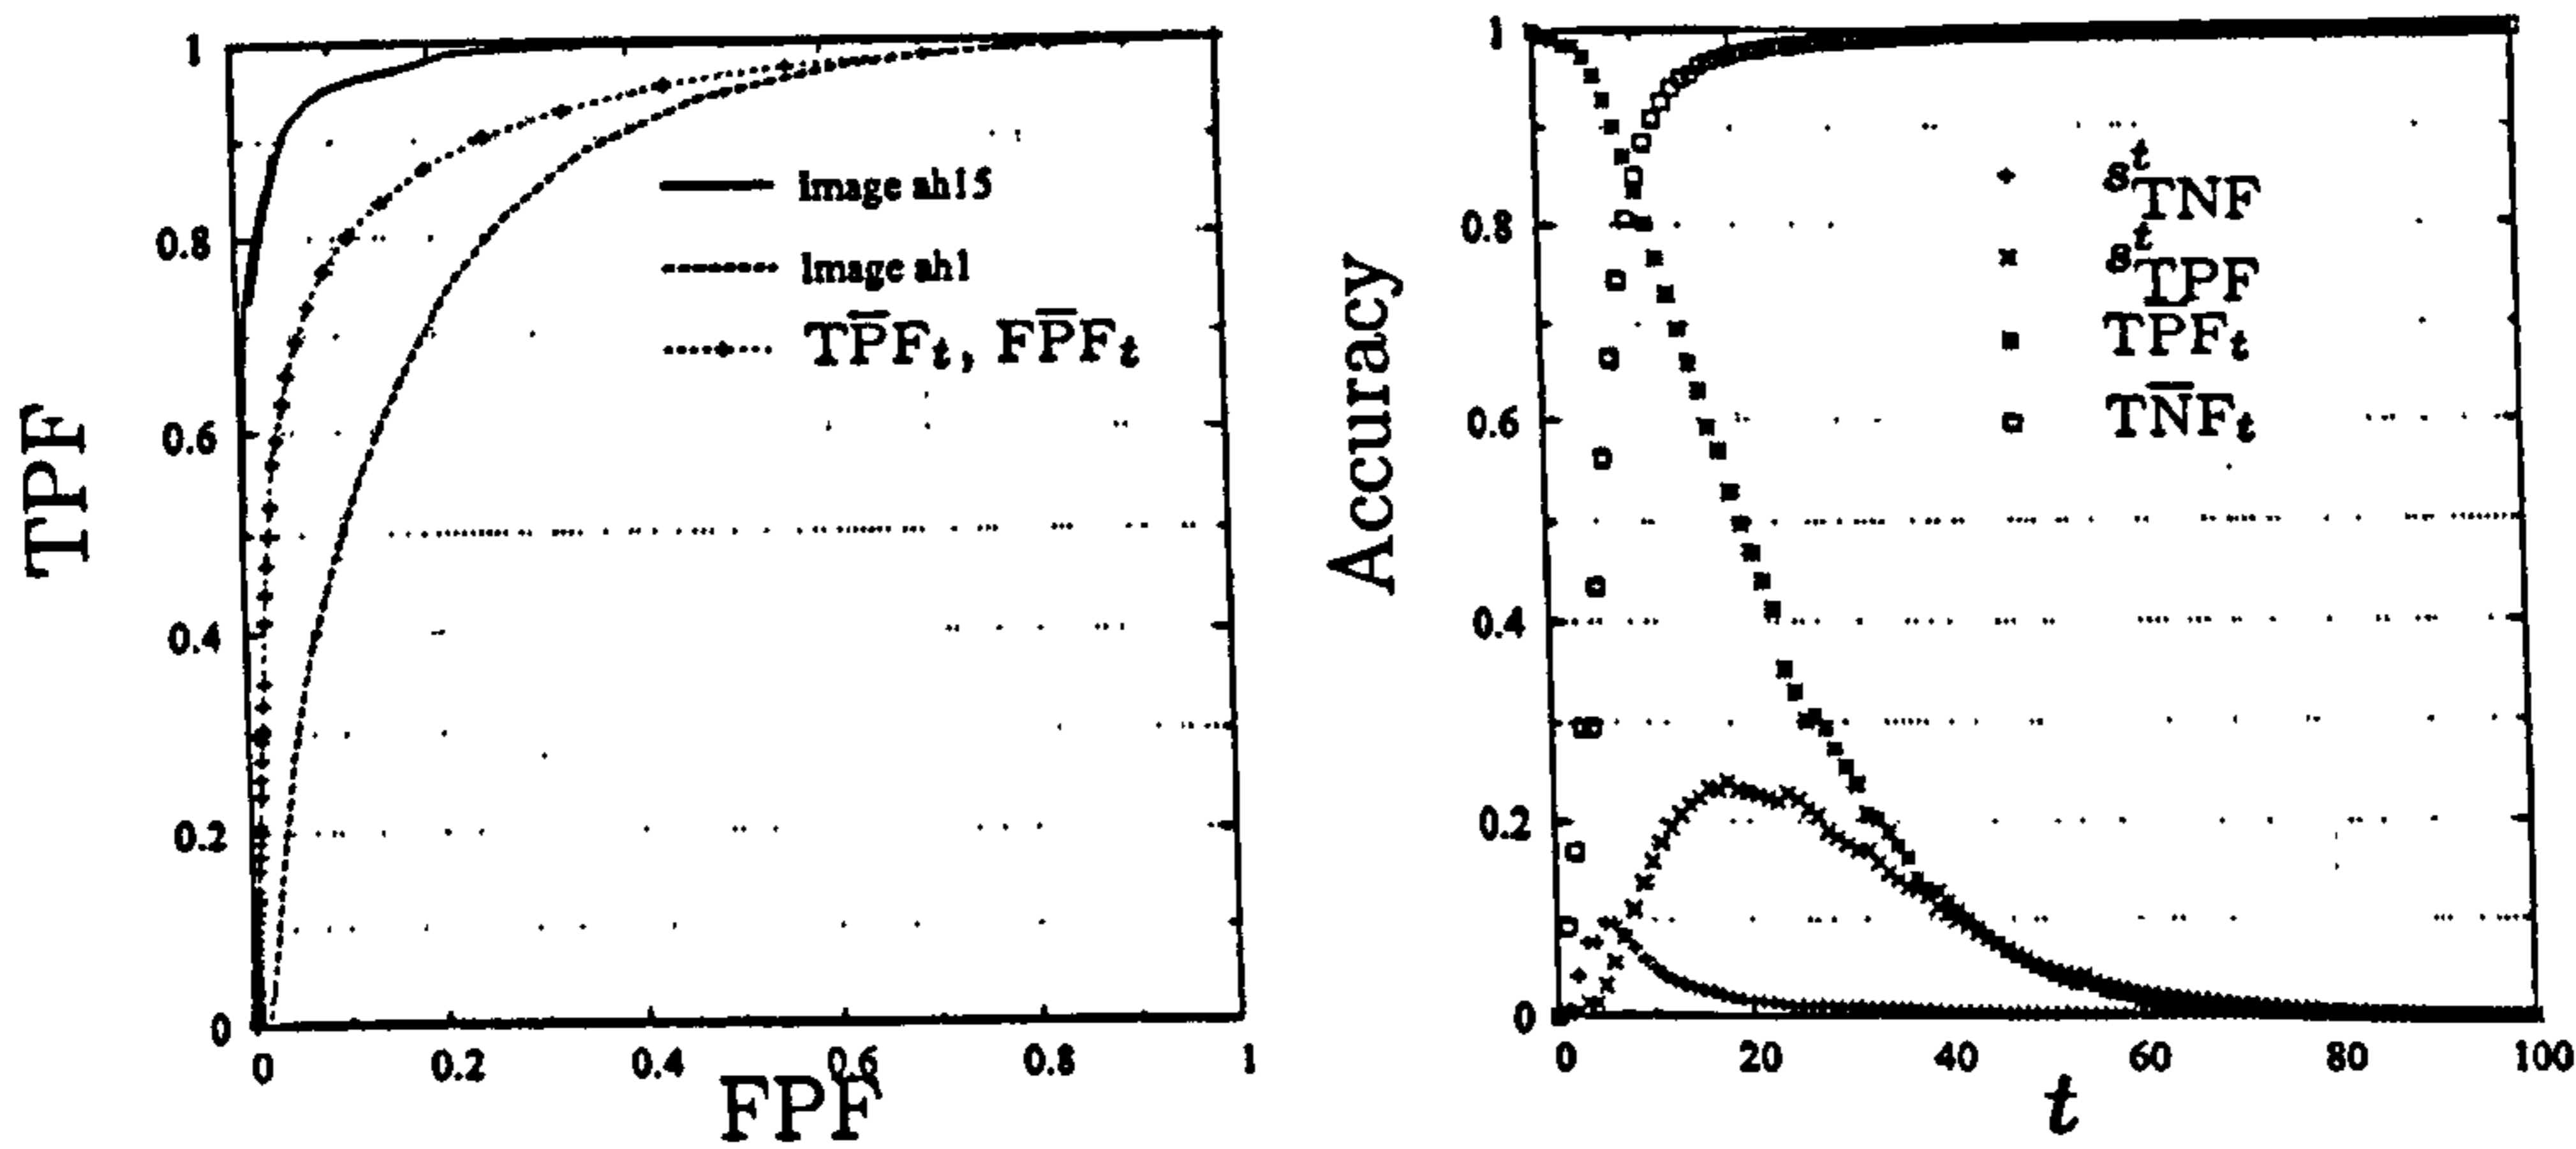 TPF
1
0.8
0.6
0.4
0.2
0
0 0.2 0.4 0.6 0.8 1
FPF
image ah15
image ah1
TP̅Fₜ, FP̅Fₜ
Accuracy
1
0.8
0.6
0.4
0.2
0
0 20 40 60 80 100
t
sᵗTNF
sᵗTPF
TP̅Fₜ
TN̅Fₜ